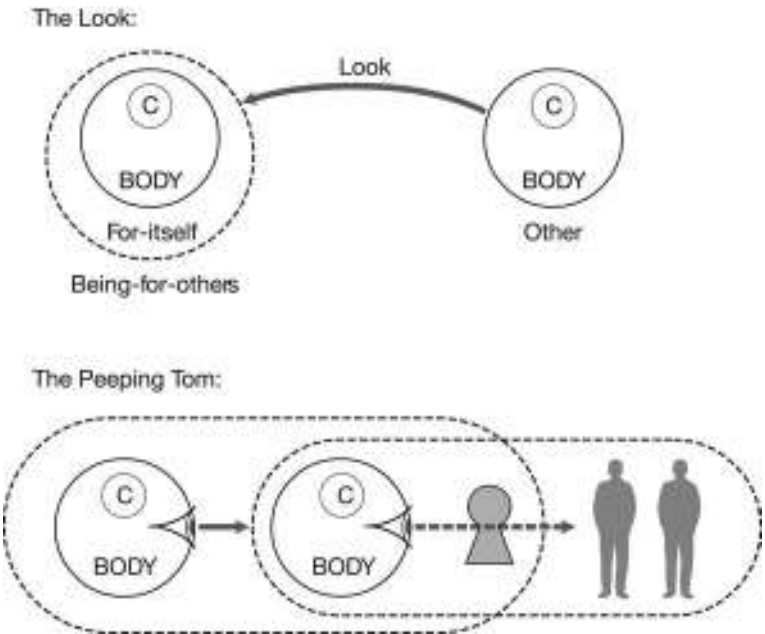 The Look:
Look
C
C
BODY
BODY
For-itself
Other
Being-for-others
The Peeping Tom:
C
C
BODY
BODY